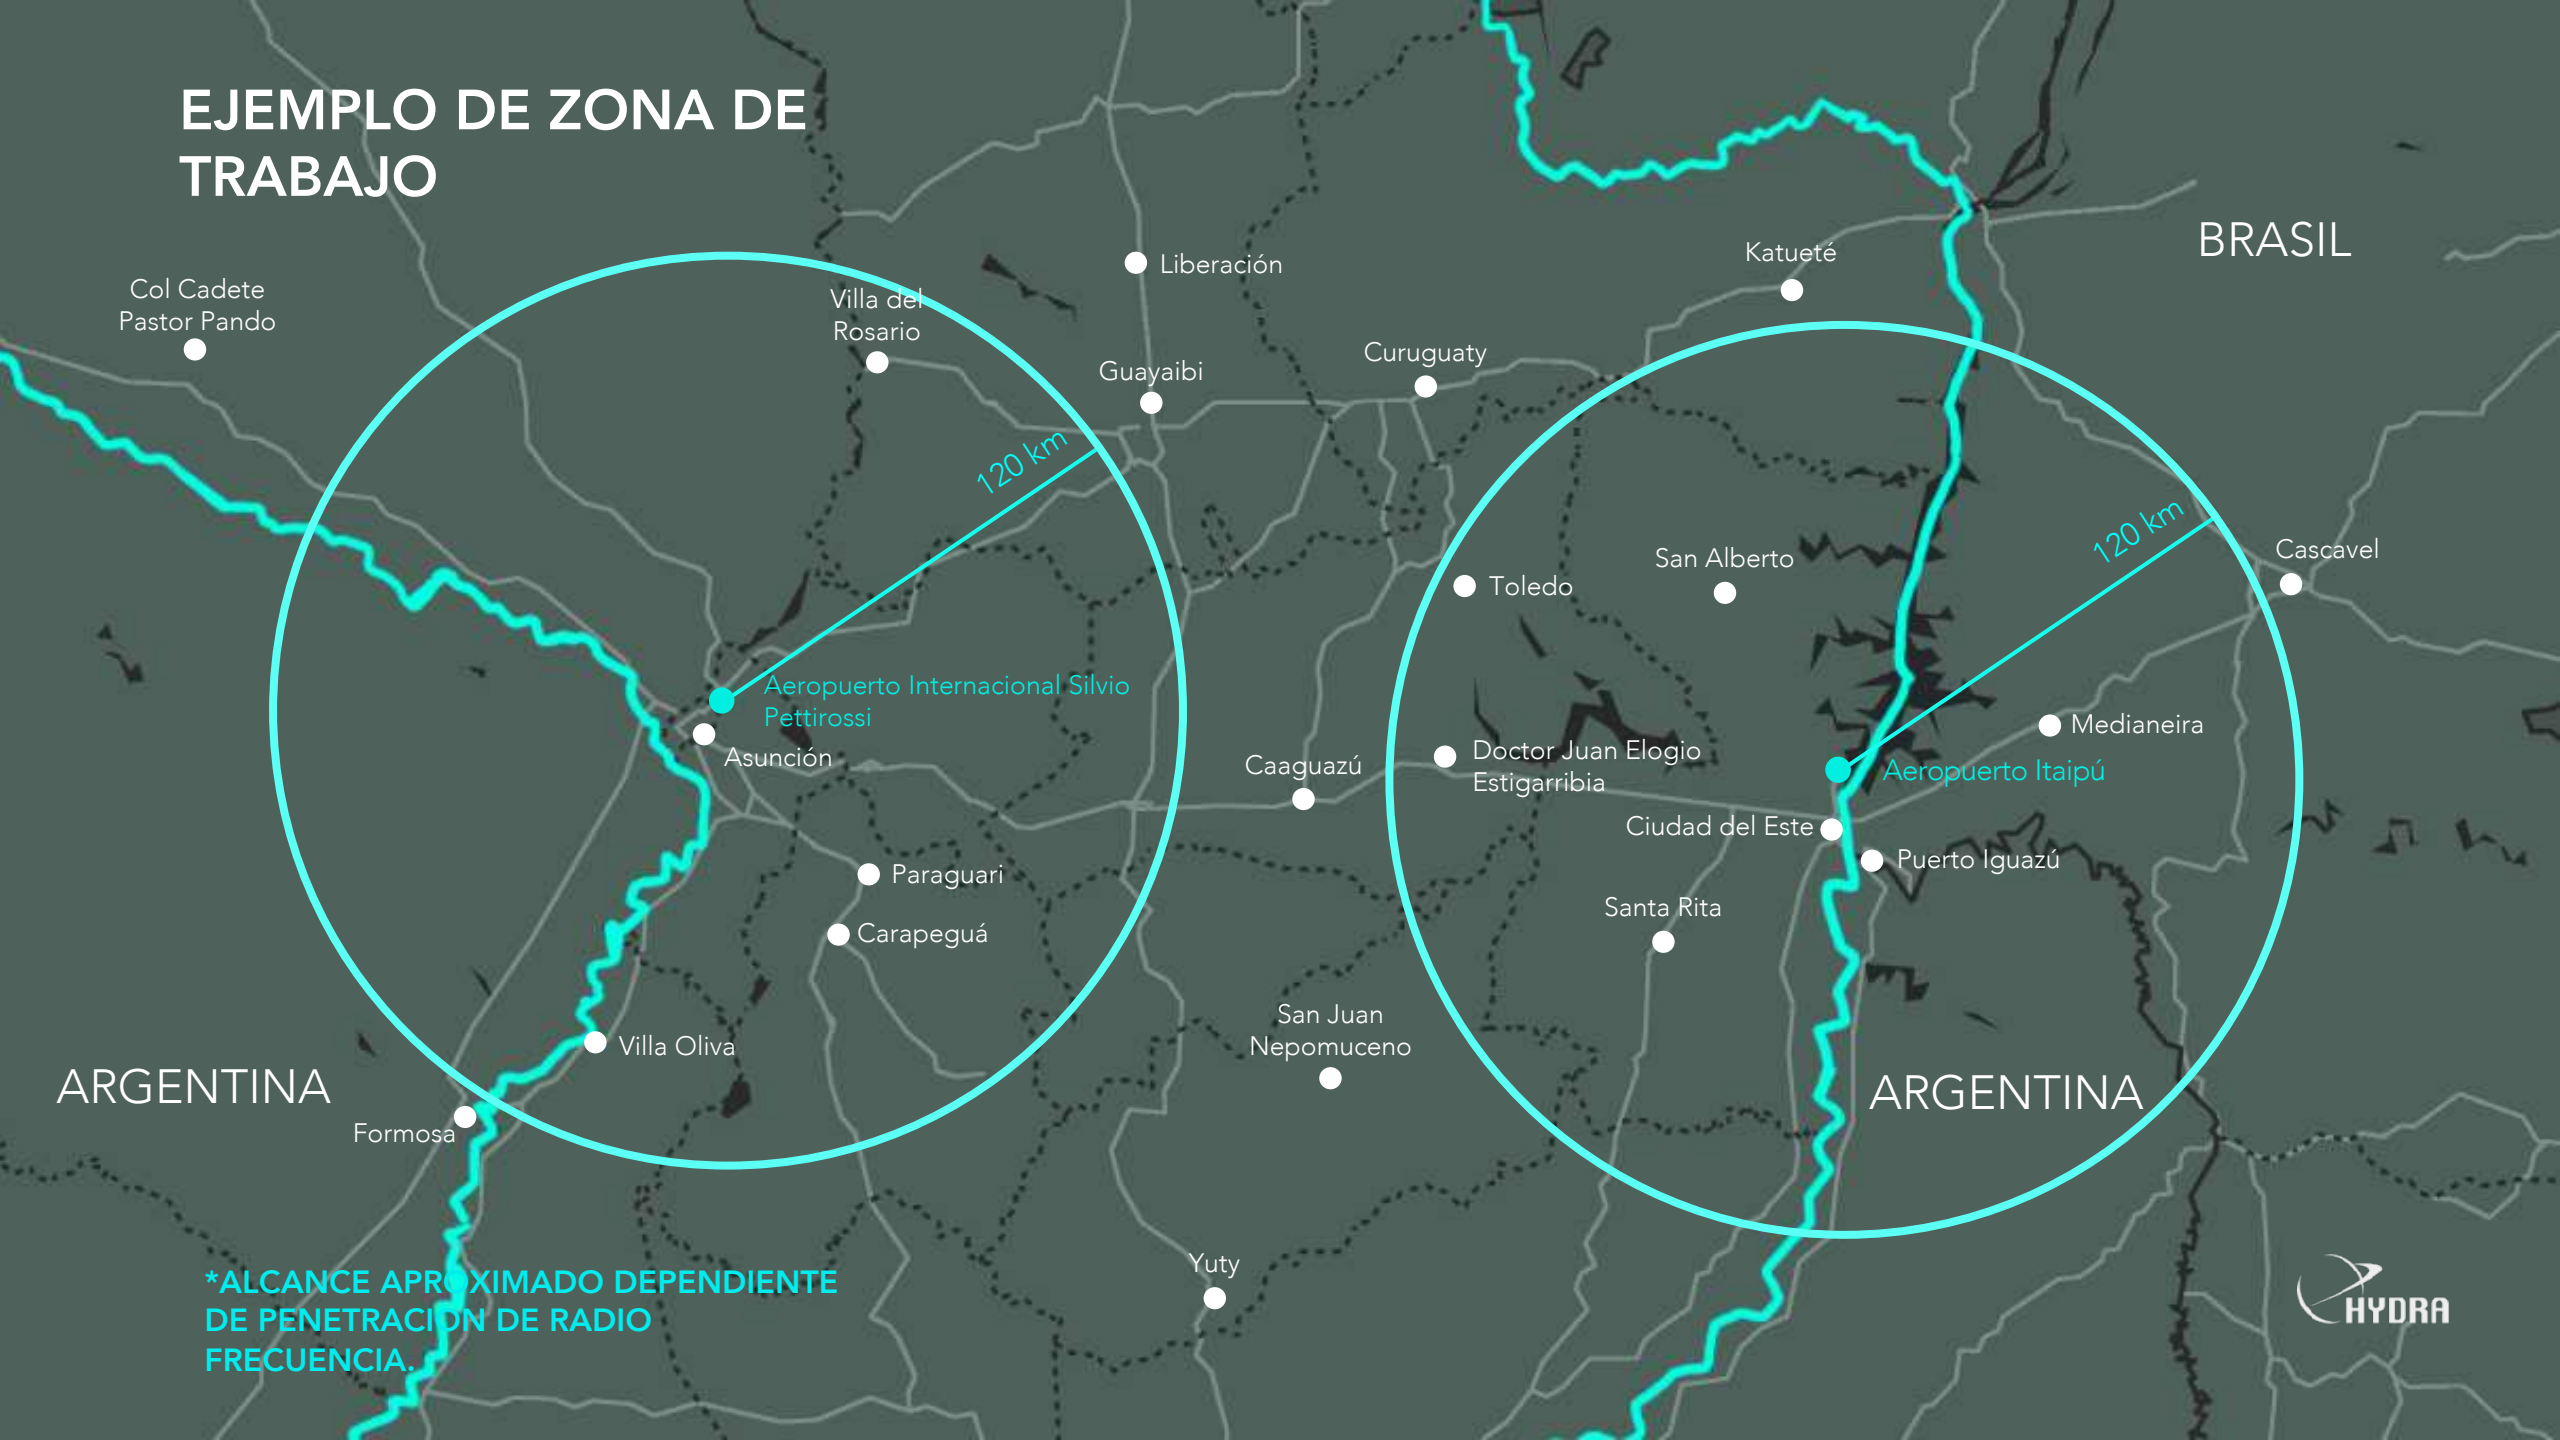 EJEMPLO DE ZONA DE
TRABAJO
BRASIL
Katueté
Liberación
Col Cadete
Pastor Pando
Villa del
Rosario
Guayaibi
Curuguaty
120 km
120 km
Cascavel
San Alberto
Toledo
Aeropuerto Internacional Silvio
Pettirossi
Asunción
Medianeira
Doctor Juan Elogio
Estigarribia
Caaguazú
Aeropuerto Itaipú
Ciudad del Este
Puerto Iguazú
Paraguari
Santa Rita
Carapeguá
San Juan
Nepomuceno
Villa Oliva
ARGENTINA
ARGENTINA
Formosa
Yuty
*ALCANCE APROXIMADO DEPENDIENTE
DE PENETRACION DE RADIO
FRECUENCIA.
HYDRA